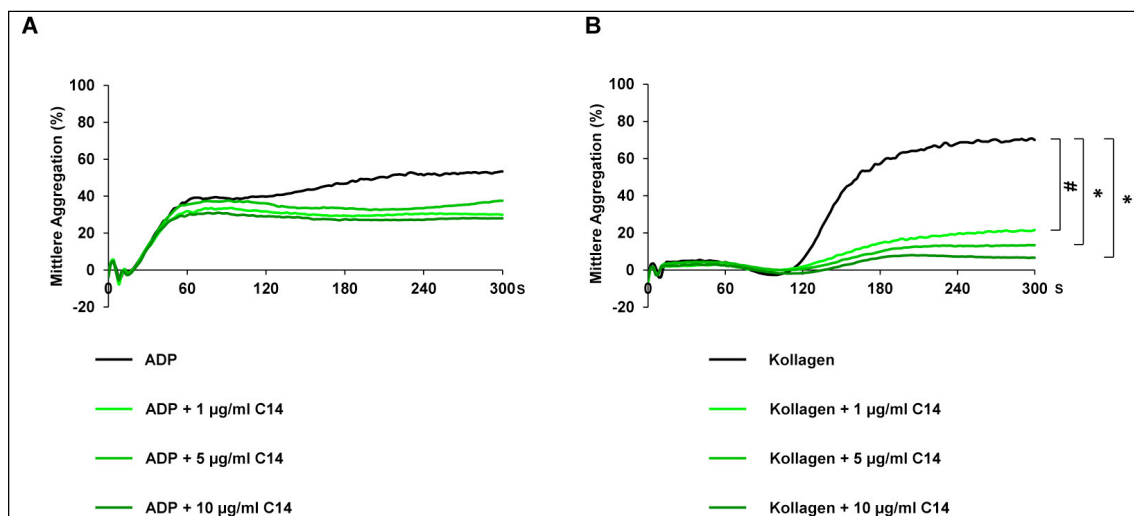 A
Mittlere Aggregation (%)
100
80
60
40
20
0
-20
0
60
120
180
240
300 s
ADP
ADP + 1 µg/ml C14
ADP + 5 µg/ml C14
ADP + 10 µg/ml C14
B
Mittlere Aggregation (%)
100
80
60
40
20
0
-20
0
60
120
180
240
300 s
#
*
*
Kollagen
Kollagen + 1 µg/ml C14
Kollagen + 5 µg/ml C14
Kollagen + 10 µg/ml C14